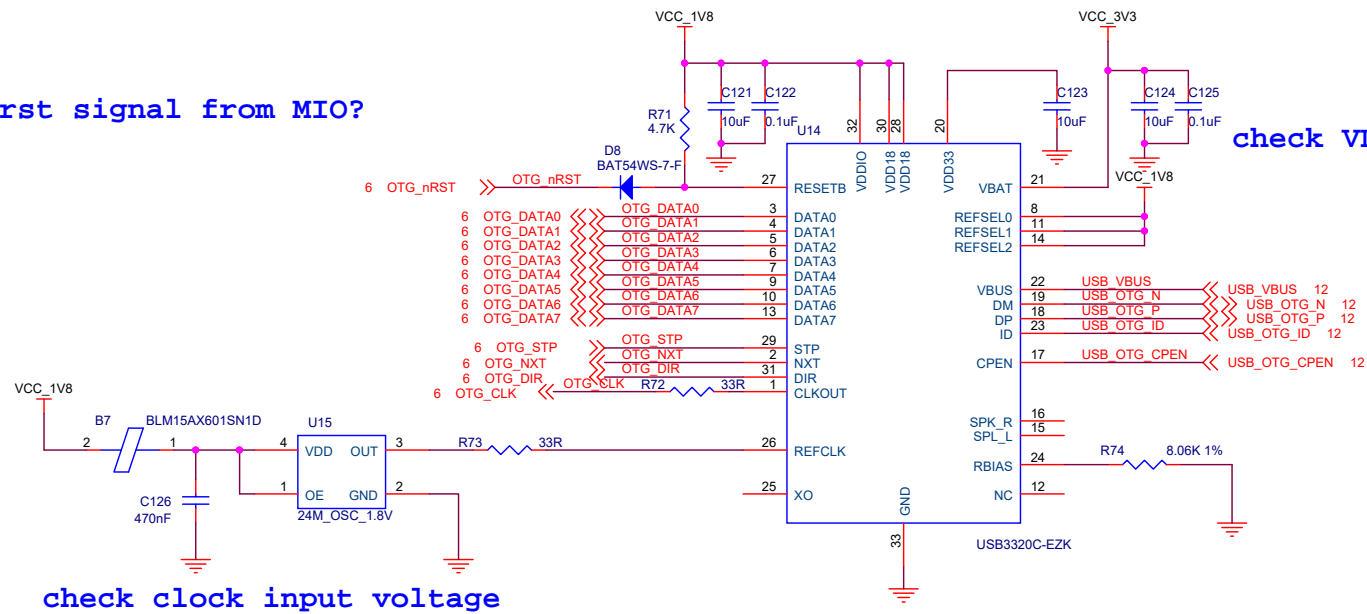 VCC_1V8
VCC_3V3
rst signal from MIO?
R71
4.7K
C121
10uF
C122
0.1uF
U14
32
30
28
20
VDDIO
VDD18
VDD18
VDD33
C123
10uF
C124
10uF
C125
0.1uF
check
VCC_1V8
D8
BAT54WS-7-F
6 OTG_nRST
OTG_nRST
27
RESETB
VBAT
21
6 OTG_DATA0
OTG_DATA0
3
DATA0
6 OTG_DATA1
OTG_DATA1
4
DATA1
6 OTG_DATA2
OTG_DATA2
5
DATA2
6 OTG_DATA3
OTG_DATA3
6
DATA3
6 OTG_DATA4
OTG_DATA4
7
DATA4
6 OTG_DATA5
OTG_DATA5
9
DATA5
6 OTG_DATA6
OTG_DATA6
10
DATA6
6 OTG_DATA7
OTG_DATA7
13
DATA7
REFSEL0
8
REFSEL1
11
REFSEL2
14
VBUS
22
USB_VBUS
USB_VBUS 12
DM
19
USB_OTG_N
USB_OTG_N 12
DP
18
USB_OTG_P
USB_OTG_P 12
ID
23
USB_OTG_ID
USB_OTG_ID 12
CPEN
17
USB_OTG_CPEN
USB_OTG_CPEN 12
6 OTG_STP
OTG_STP
29
STP
6 OTG_NXT
OTG_NXT
2
NXT
6 OTG_DIR
OTG_DIR
31
DIR
6 OTG_CLK
OTG_CLK
R72
33R
1
CLKOUT
SPK_R
16
SPL_L
15
VCC_1V8
B7
BLM15AX601SN1D
2
1
U15
4
VDD
OUT
3
1
OE
GND
2
24M_OSC_1.8V
C126
470nF
R73
33R
26
REFCLK
25
XO
RBIAS
24
R74
8.06K 1%
NC
12
GND
33
USB3320C-EZK
check clock input voltage